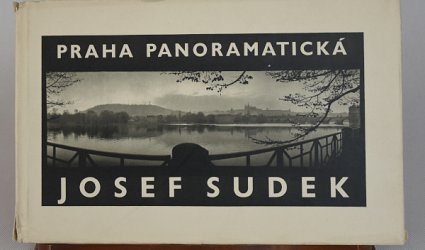 PRAHA PANORAMATICKÁ
JOSEF SUDEK